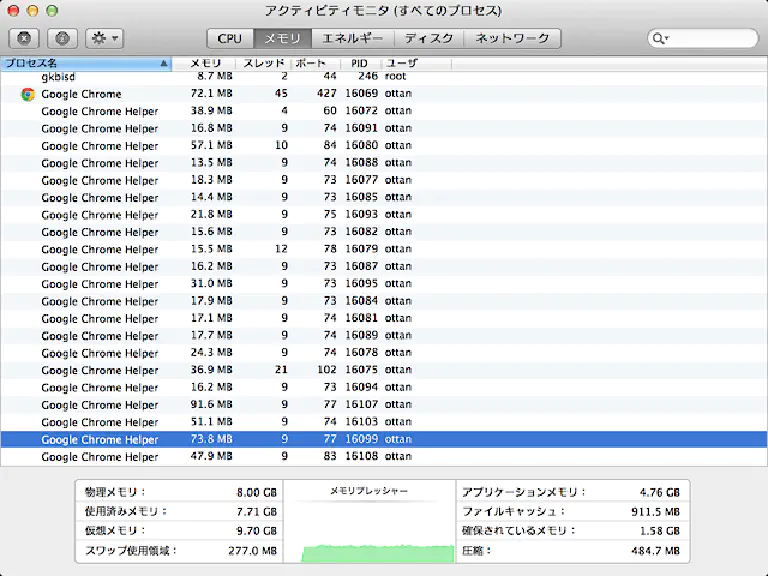 アクティビティモニタ (すべてのプロセス)
CPU メモリ エネルギー ディスク ネットワーク
プロセス名 メモリ スレッド ポート PID ユーザ
gkbisd 8.7 MB 2 44 246 root
Google Chrome 72.1 MB 45 427 16069 ottan
Google Chrome Helper 38.9 MB 4 60 16072 ottan
Google Chrome Helper 16.8 MB 9 74 16091 ottan
Google Chrome Helper 57.1 MB 10 84 16080 ottan
Google Chrome Helper 13.5 MB 9 74 16088 ottan
Google Chrome Helper 18.3 MB 9 73 16077 ottan
Google Chrome Helper 14.4 MB 9 73 16085 ottan
Google Chrome Helper 21.8 MB 9 75 16093 ottan
Google Chrome Helper 15.6 MB 9 73 16082 ottan
Google Chrome Helper 15.5 MB 12 78 16079 ottan
Google Chrome Helper 16.2 MB 9 73 16087 ottan
Google Chrome Helper 31.0 MB 9 73 16095 ottan
Google Chrome Helper 17.9 MB 9 73 16084 ottan
Google Chrome Helper 17.1 MB 9 74 16081 ottan
Google Chrome Helper 17.7 MB 9 74 16089 ottan
Google Chrome Helper 24.3 MB 9 74 16078 ottan
Google Chrome Helper 36.9 MB 21 102 16075 ottan
Google Chrome Helper 16.2 MB 9 73 16094 ottan
Google Chrome Helper 91.6 MB 9 77 16107 ottan
Google Chrome Helper 51.1 MB 9 74 16103 ottan
Google Chrome Helper 73.8 MB 9 77 16099 ottan
Google Chrome Helper 47.9 MB 9 83 16108 ottan
物理メモリ： 8.00 GB
使用済みメモリ： 7.71 GB
仮想メモリ： 9.70 GB
スワップ使用領域： 277.0 MB
メモリプレッシャー
アプリケーションメモリ： 4.76 GB
ファイルキャッシュ： 911.5 MB
確保されているメモリ： 1.58 GB
圧縮： 484.7 MB